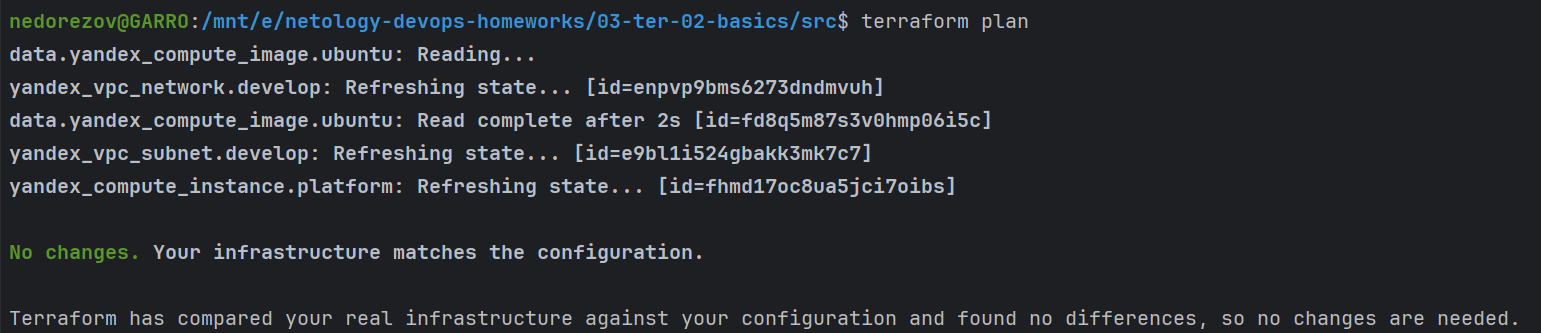 nedorezov@GARRO:/mnt/e/netology-devops-homeworks/03-ter-02-basics/src$ terraform plan
data.yandex_compute_image.ubuntu: Reading...
yandex_vpc_network.develop: Refreshing state... [id=enpvp9bms6273dndmvuh]
data.yandex_compute_image.ubuntu: Read complete after 2s [id=fd8q5m87s3v0hmp06i5c]
yandex_vpc_subnet.develop: Refreshing state... [id=e9bl1i524gbakk3mk7c7]
yandex_compute_instance.platform: Refreshing state... [id=fhmd17oc8ua5jci7oibs]
No changes. Your infrastructure matches the configuration.
Terraform has compared your real infrastructure against your configuration and found no differences, so no changes are needed.